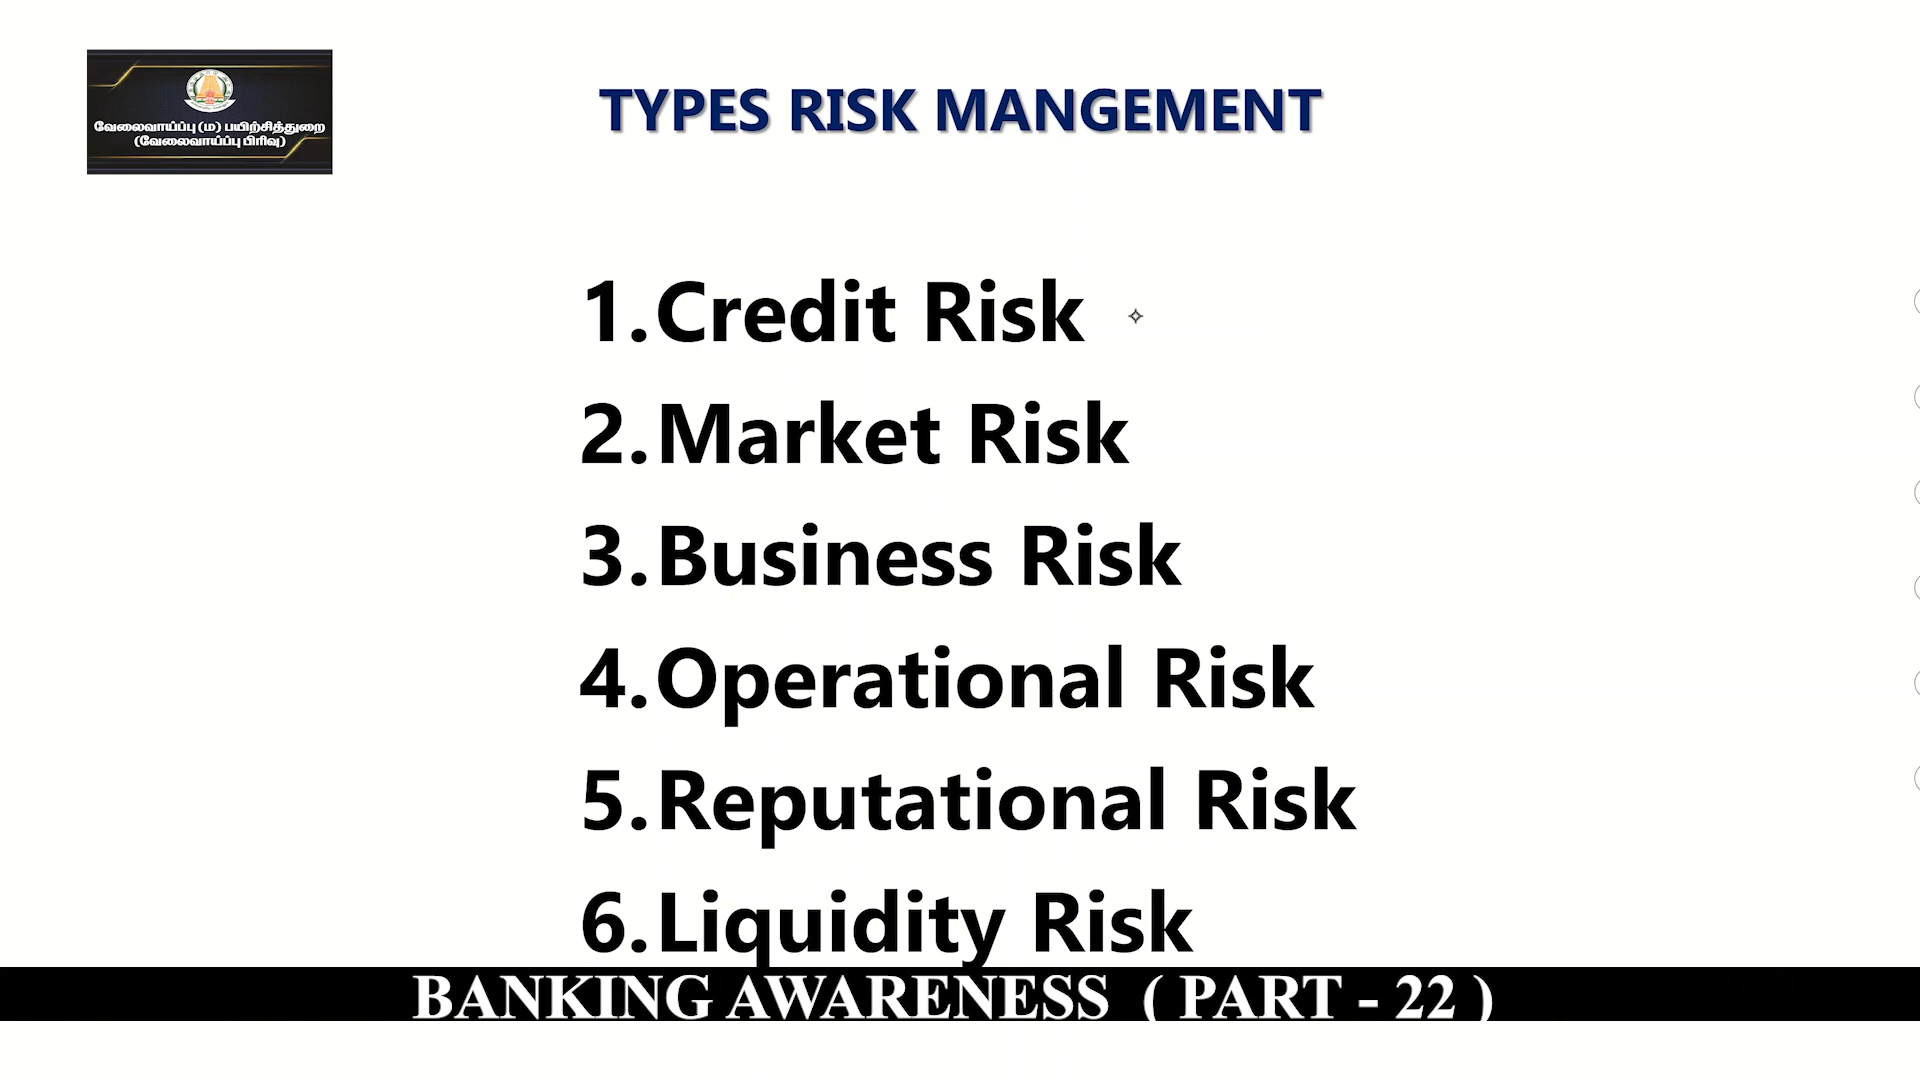 வேலைவாய்ப்பு (ம) பயிற்சித்துறை
(வேலைவாய்ப்பு பிரிவு)
TYPES RISK MANGEMENT
1. Credit Risk
2. Market Risk
3. Business Risk
4. Operational Risk
5. Reputational Risk
6. Liquidity Risk
BANKING AWARENESS ( PART - 22 )